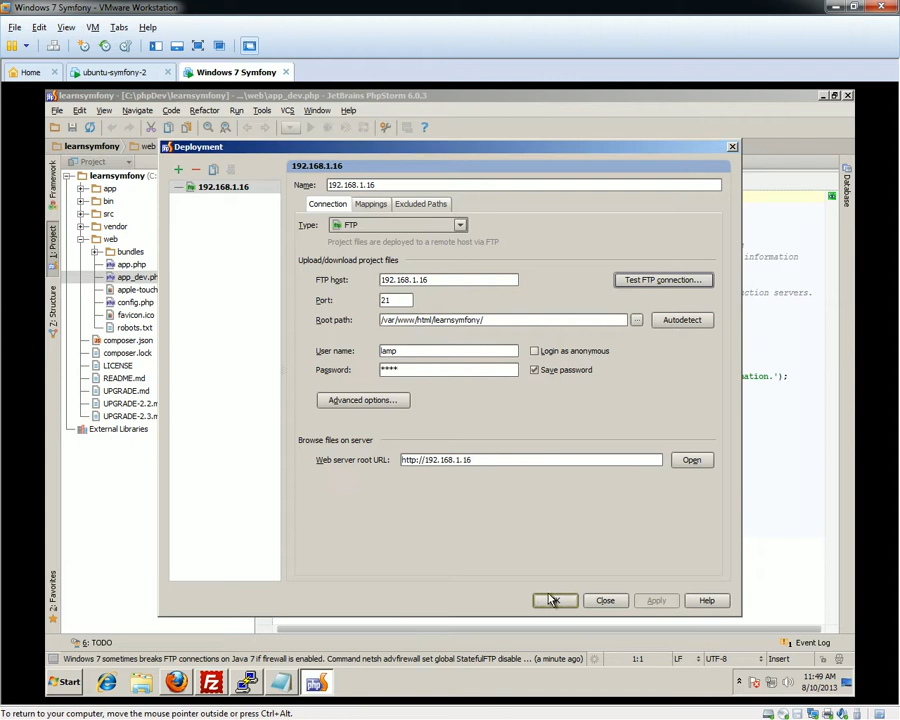 Windows 7 Symfony - VMware Workstation
File Edit View VM Tabs Help
Home ubuntu-symfony-2 Windows 7 Symfony
learnsymfony - [C:\phpDev\learnsymfony] - ...\web\app_dev.php - JetBrains PhpStorm 6.0.3
File Edit View Navigate Code Refactor Run Tools VCS Window Help
learnsymfony web
Deployment
Project
192.168.1.16
learnsymfony
Name: 192.168.1.16
192.168.1.16
app
bin
src
vendor
web
bundles
app.php
app_dev.ph
apple-touch
config.php
favicon.ico
robots.txt
composer.json
composer.lock
LICENSE
README.md
UPGRADE.md
UPGRADE-2.2.m
UPGRADE-2.3.m
External Libraries
Framework
1: Project
Z: Structure
2: Favorites
Database
Connection Mappings Excluded Paths
Type: FTP
Project files are deployed to a remote host via FTP
Upload/download project files
FTP host: 192.168.1.16 Test FTP connection...
Port: 21
Root path: /var/www/html/learnsymfony/ ... Autodetect
User name: lamp Login as anonymous
Password: **** Save password
Advanced options...
Browse files on server
Web server root URL: http://192.168.1.16 Open
Close Apply Help
information
ction servers.
mation.');
6: TODO 1 Event Log
Windows 7 sometimes breaks FTP connections on Java 7 if firewall is enabled. Command netsh advfirewall set global StatefulFTP disable ... (a minute ago) 1:1 LF UTF-8 Insert
Start 11:49 AM
8/10/2013
To return to your computer, move the mouse pointer outside or press Ctrl+Alt.